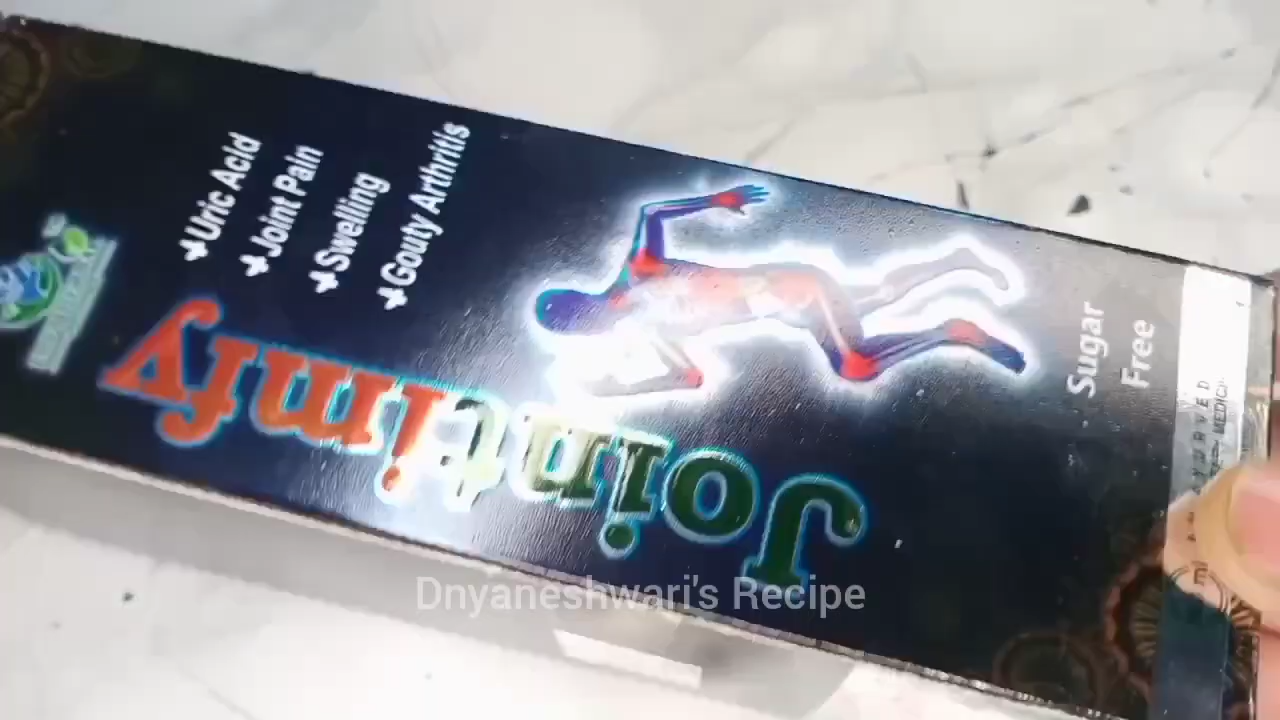 Jointimfy
+Uric Acid
+Joint Pain
+Swelling
+Gouty Arthritis
Sugar
Free
Dnyaneshwari's Recipe